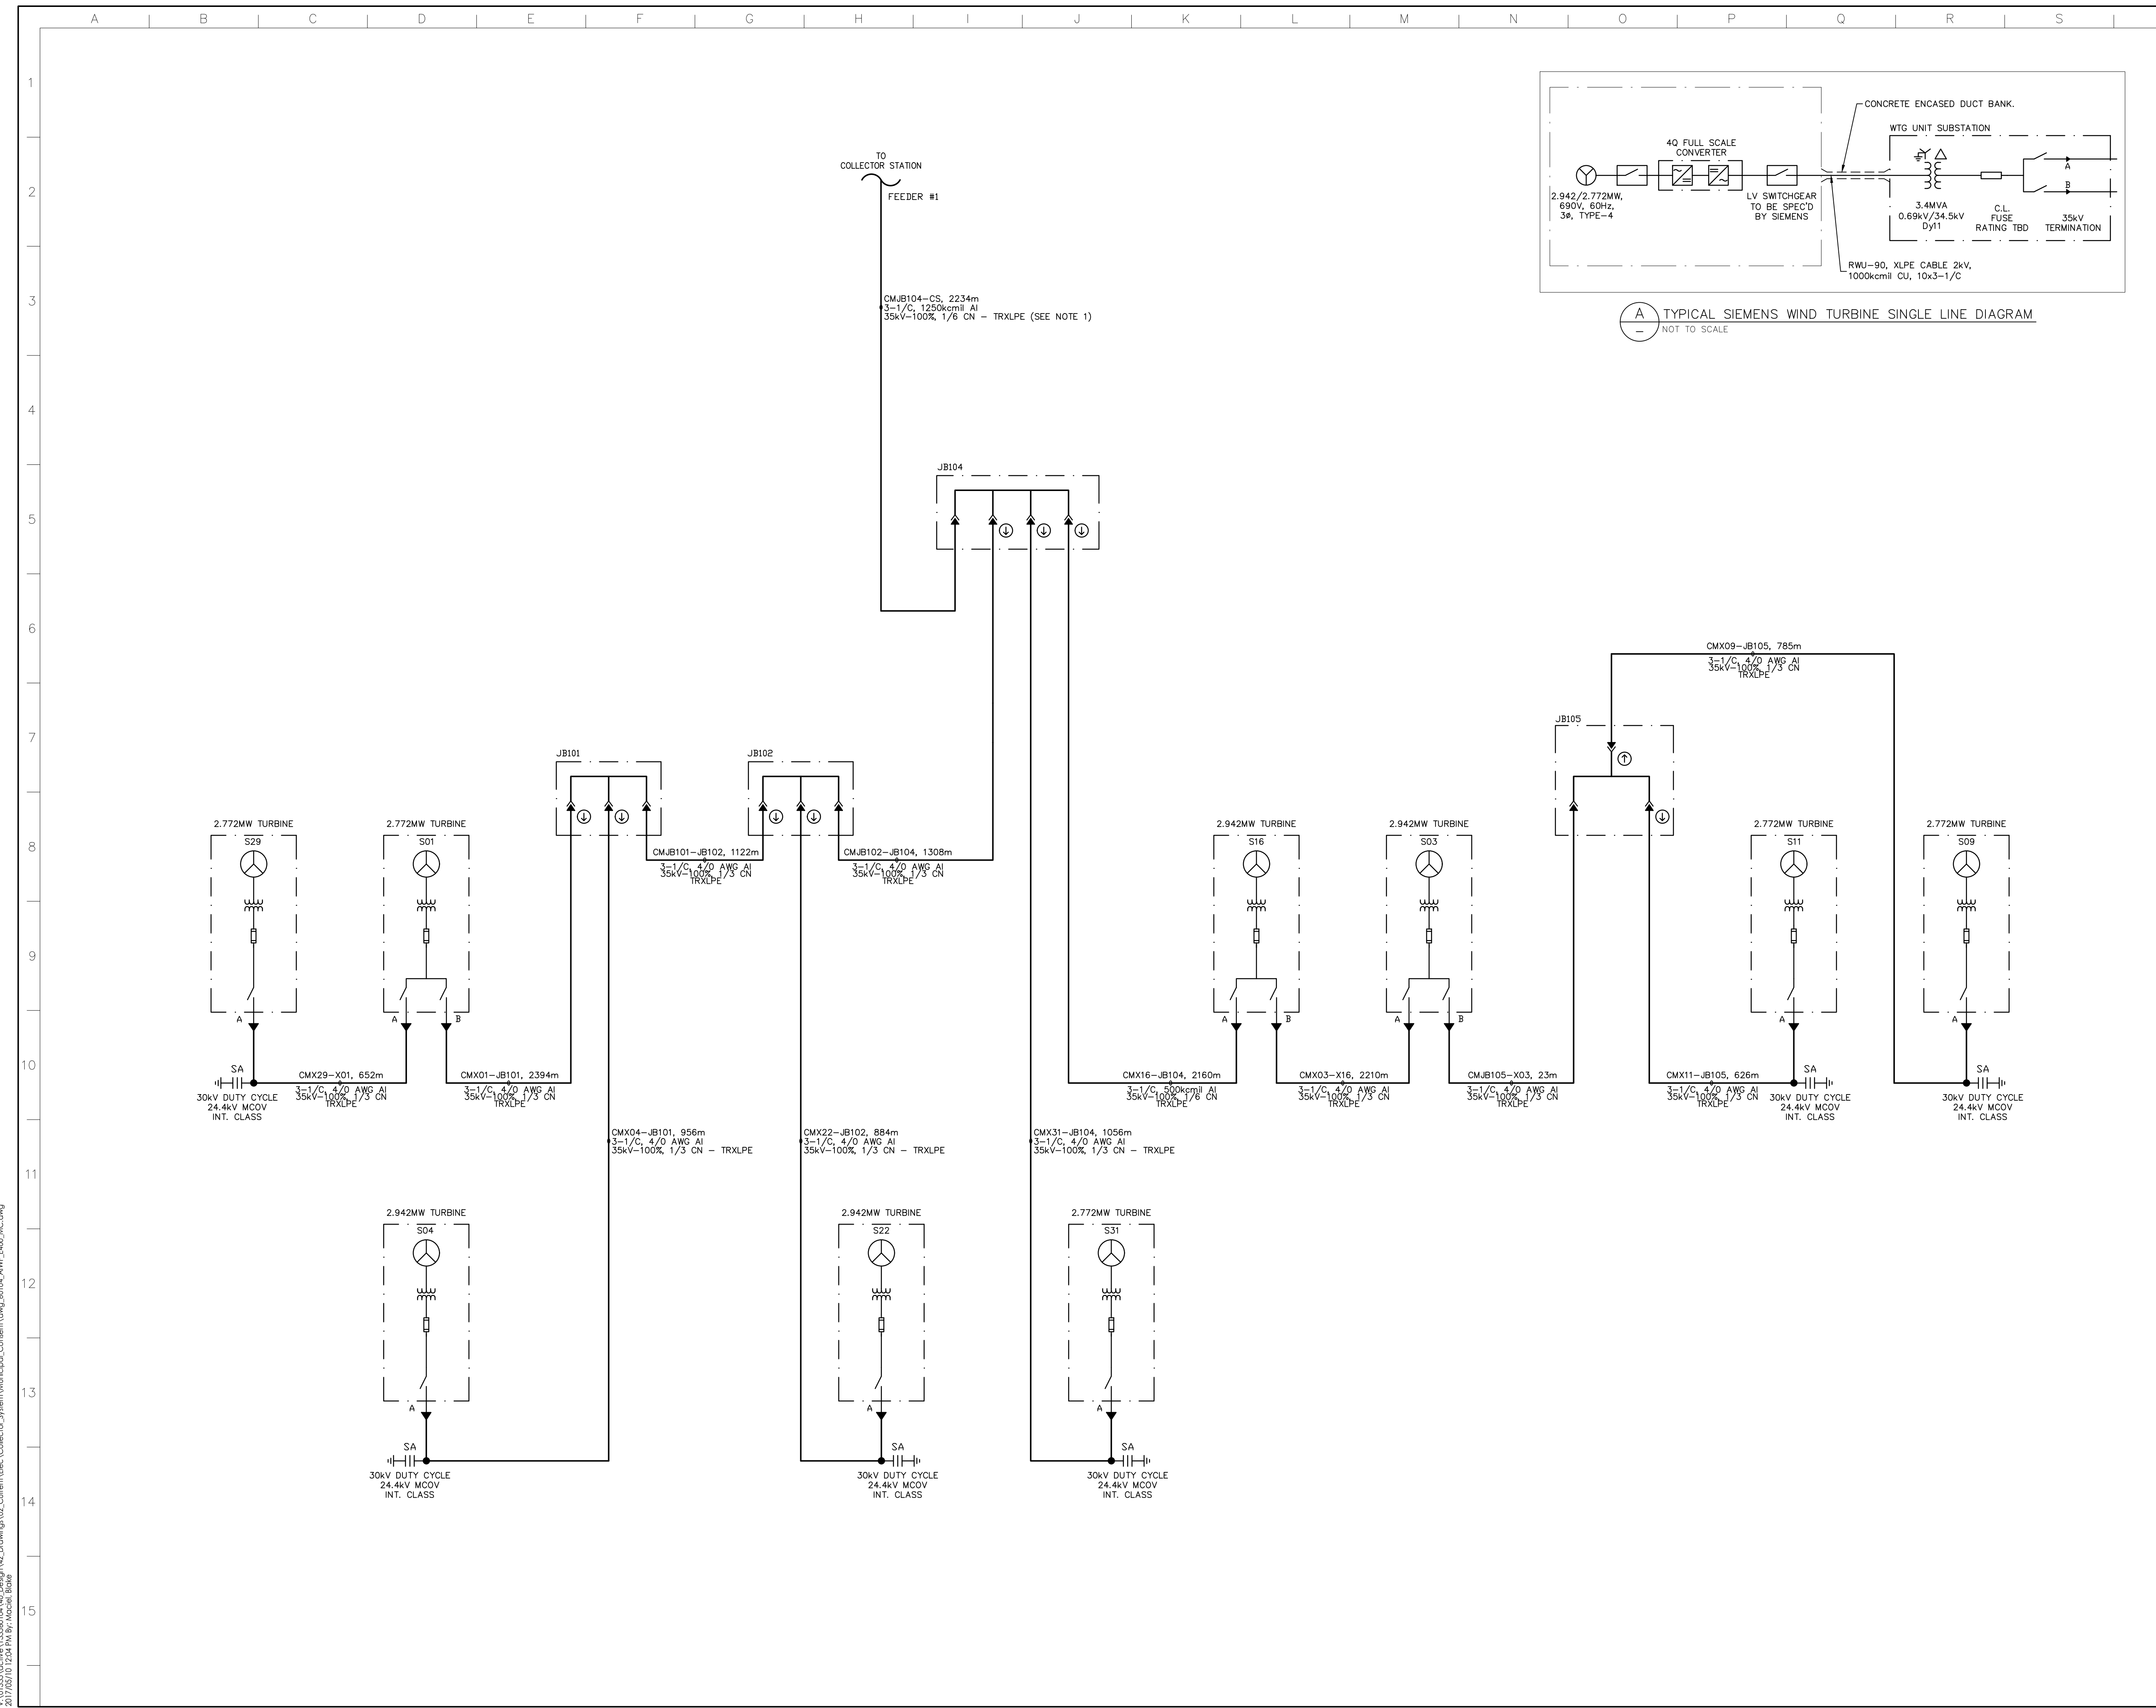 A B C D E F G H I J K L M N O P Q R S
1
2
3
4
5
6
7
8
9
10
11
12
13
14
15
CONCRETE ENCASED DUCT BANK.
WTG UNIT SUBSTATION
4Q FULL SCALE
CONVERTER
2.942/2.772MW,
690V, 60Hz,
3ø, TYPE-4
LV SWITCHGEAR
TO BE SPEC'D
BY SIEMENS
3.4MVA
0.69kV/34.5kV
Dy11
C.L.
FUSE
RATING TBD
A
B
35kV
TERMINATION
RWU-90, XLPE CABLE 2kV,
1000kcmil CU, 10x3-1/C
A
–
TYPICAL SIEMENS WIND TURBINE SINGLE LINE DIAGRAM
NOT TO SCALE
TO
COLLECTOR STATION
FEEDER #1
CMJB104-CS, 2234m
3-1/C, 1250kcmil Al
35kV-100%, 1/6 CN - TRXLPE (SEE NOTE 1)
JB104
CMX09-JB105, 785m
3-1/C, 4/0 AWG Al
35kV-100%, 1/3 CN
TRXLPE
JB105
JB101
JB102
CMJB101-JB102, 1122m
3-1/C, 4/0 AWG Al
35kV-100%, 1/3 CN
TRXLPE
CMJB102-JB104, 1308m
3-1/C, 4/0 AWG Al
35kV-100%, 1/3 CN
TRXLPE
2.772MW TURBINE
S29
A
SA
30kV DUTY CYCLE
24.4kV MCOV
INT. CLASS
CMX29-X01, 652m
3-1/C, 4/0 AWG Al
35kV-100%, 1/3 CN
TRXLPE
2.772MW TURBINE
S01
A
B
CMX01-JB101, 2394m
3-1/C, 4/0 AWG Al
35kV-100%, 1/3 CN
TRXLPE
2.942MW TURBINE
S16
A
B
CMX16-JB104, 2160m
3-1/C, 500kcmil Al
35kV-100%, 1/6 CN
TRXLPE
CMX03-X16, 2210m
3-1/C, 4/0 AWG Al
35kV-100%, 1/3 CN
TRXLPE
2.942MW TURBINE
S03
A
B
CMJB105-X03, 23m
3-1/C, 4/0 AWG Al
35kV-100%, 1/3 CN
TRXLPE
2.772MW TURBINE
S11
A
CMX11-JB105, 626m
3-1/C, 4/0 AWG Al
35kV-100%, 1/3 CN
TRXLPE
SA
30kV DUTY CYCLE
24.4kV MCOV
INT. CLASS
2.772MW TURBINE
S09
A
SA
30kV DUTY CYCLE
24.4kV MCOV
INT. CLASS
CMX04-JB101, 956m
3-1/C, 4/0 AWG Al
35kV-100%, 1/3 CN - TRXLPE
CMX22-JB102, 884m
3-1/C, 4/0 AWG Al
35kV-100%, 1/3 CN - TRXLPE
CMX31-JB104, 1056m
3-1/C, 4/0 AWG Al
35kV-100%, 1/3 CN - TRXLPE
2.942MW TURBINE
S04
A
SA
30kV DUTY CYCLE
24.4kV MCOV
INT. CLASS
2.942MW TURBINE
S22
A
SA
30kV DUTY CYCLE
24.4kV MCOV
INT. CLASS
2.772MW TURBINE
S31
A
SA
30kV DUTY CYCLE
24.4kV MCOV
INT. CLASS
2017/05/10 12:04 PM By: Maciel, Blake